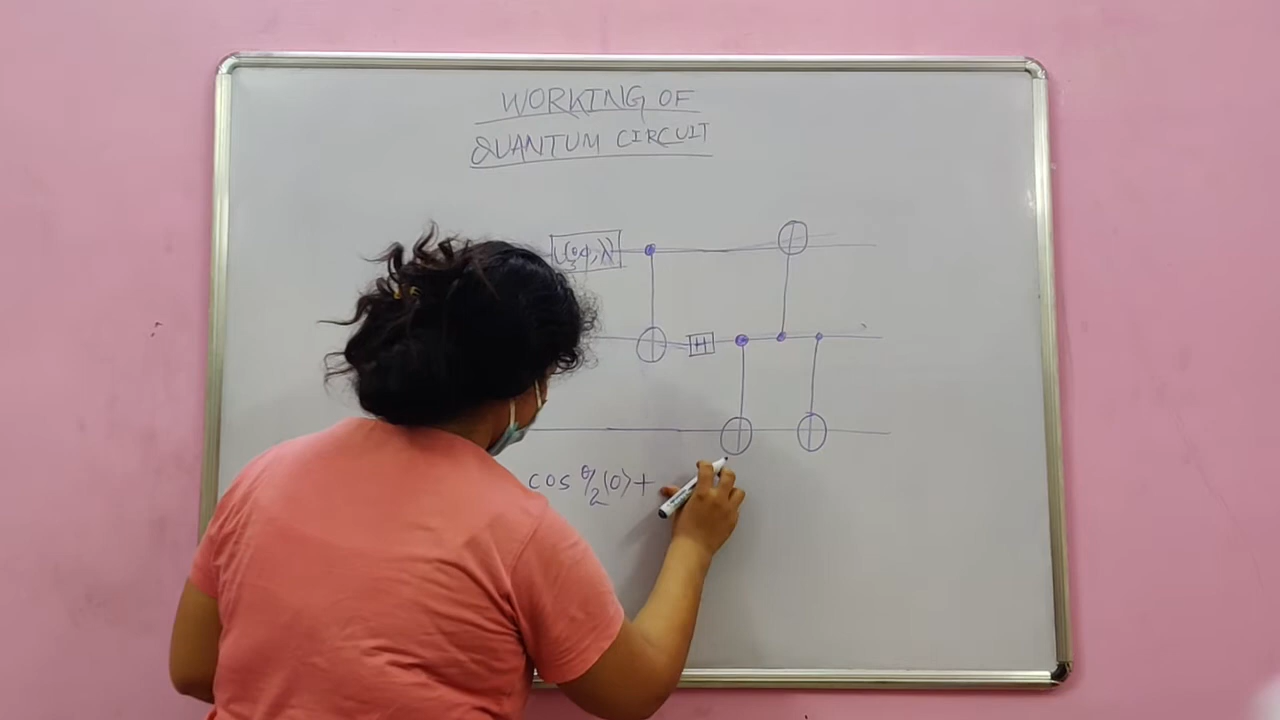 WORKING OF
QUANTUM CIRCUIT
H
cos θ/2 |0⟩ +